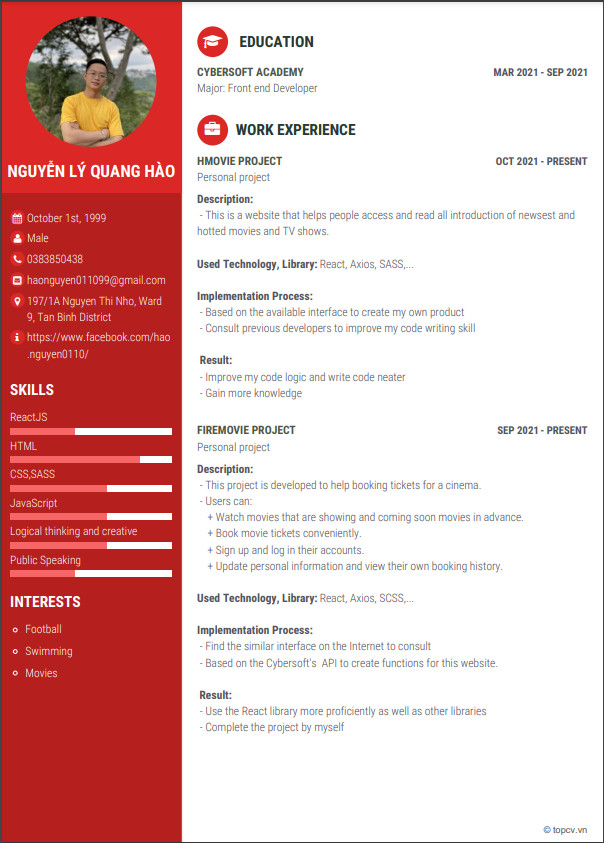 NGUYỄN LÝ QUANG HÀO
October 1st, 1999
Male
0383850438
haonguyen011099@gmail.com
197/1A Nguyen Thi Nho, Ward
9, Tan Binh District
https://www.facebook.com/hao
.nguyen0110/
SKILLS
ReactJS
HTML
CSS,SASS
JavaScript
Logical thinking and creative
Public Speaking
INTERESTS
Football
Swimming
Movies
EDUCATION
CYBERSOFT ACADEMY MAR 2021 - SEP 2021
Major: Front end Developer
WORK EXPERIENCE
HMOVIE PROJECT OCT 2021 - PRESENT
Personal project
Description:
- This is a website that helps people access and read all introduction of newsest and
hotted movies and TV shows.
Used Technology, Library: React, Axios, SASS,...
Implementation Process:
- Based on the available interface to create my own product
- Consult previous developers to improve my code writing skill
Result:
- Improve my code logic and write code neater
- Gain more knowledge
FIREMOVIE PROJECT SEP 2021 - PRESENT
Personal project
Description:
- This project is developed to help booking tickets for a cinema.
- Users can:
+ Watch movies that are showing and coming soon movies in advance.
+ Book movie tickets conveniently.
+ Sign up and log in their accounts.
+ Update personal information and view their own booking history.
Used Technology, Library: React, Axios, SCSS,...
Implementation Process:
- Find the similar interface on the Internet to consult
- Based on the Cybersoft's API to create functions for this website.
Result:
- Use the React library more proficiently as well as other libraries
- Complete the project by myself
© topcv.vn